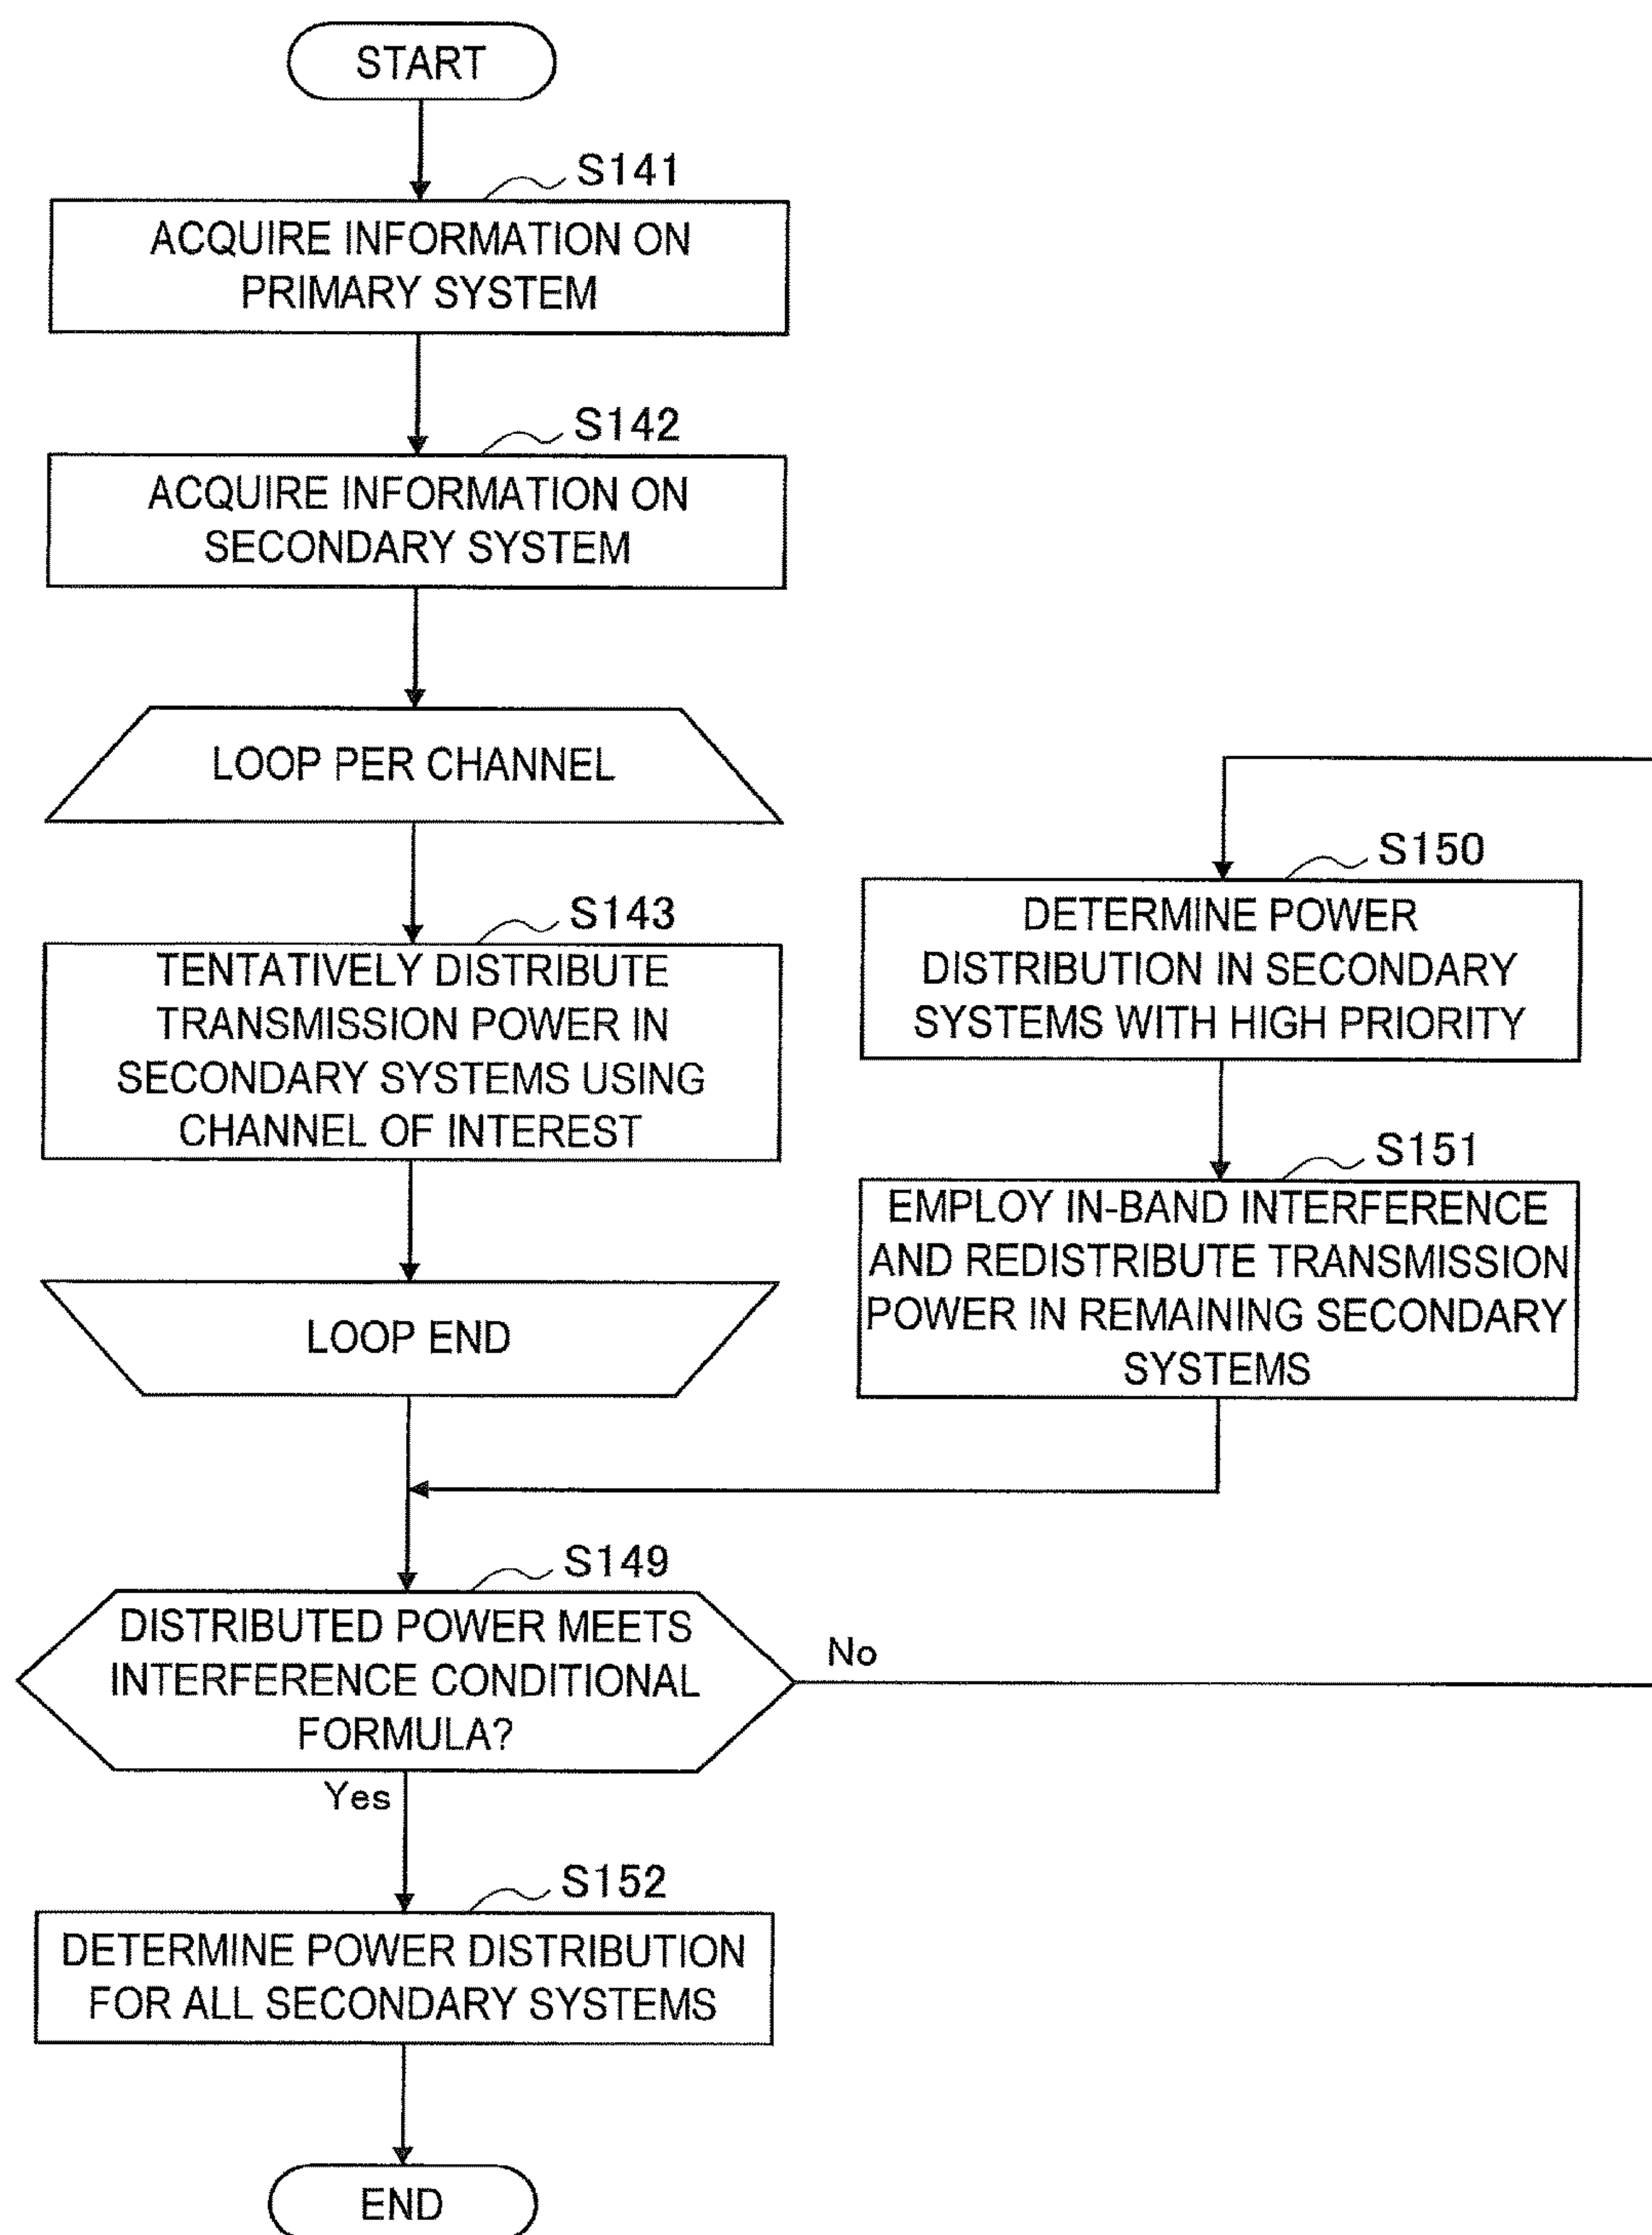 START
S141
ACQUIRE INFORMATION ON
PRIMARY SYSTEM
S142
ACQUIRE INFORMATION ON
SECONDARY SYSTEM
LOOP PER CHANNEL
S143
TENTATIVELY DISTRIBUTE
TRANSMISSION POWER IN
SECONDARY SYSTEMS USING
CHANNEL OF INTEREST
LOOP END
S150
DETERMINE POWER
DISTRIBUTION IN SECONDARY
SYSTEMS WITH HIGH PRIORITY
S151
EMPLOY IN-BAND INTERFERENCE
AND REDISTRIBUTE TRANSMISSION
POWER IN REMAINING SECONDARY
SYSTEMS
S149
DISTRIBUTED POWER MEETS
INTERFERENCE CONDITIONAL
FORMULA?
No
Yes
S152
DETERMINE POWER DISTRIBUTION
FOR ALL SECONDARY SYSTEMS
END